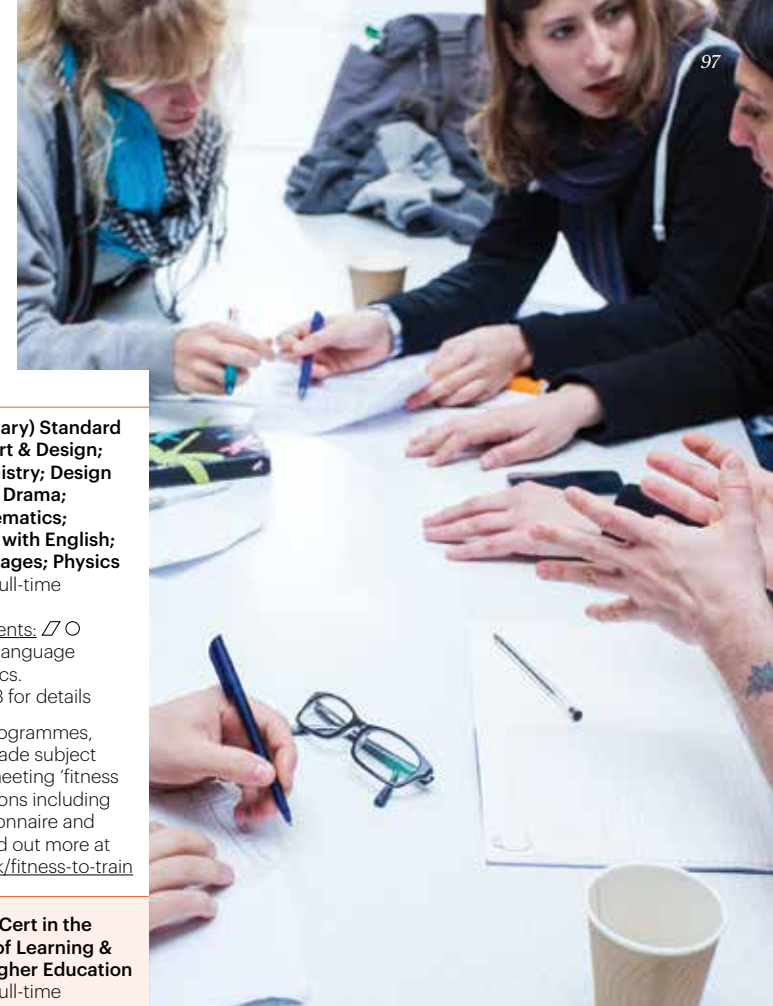 97
ary) Standard
rt & Design;
istry; Design
Drama;
ematics;
with English;
ages; Physics
ull-time
ents:
anguage
cs.
3 for details
ogrammes,
ade subject
neeting ‘fitness
ons including
onnaire and
d out more at
k/fitness-to-train
Cert in the
of Learning &
gher Education
ull-time